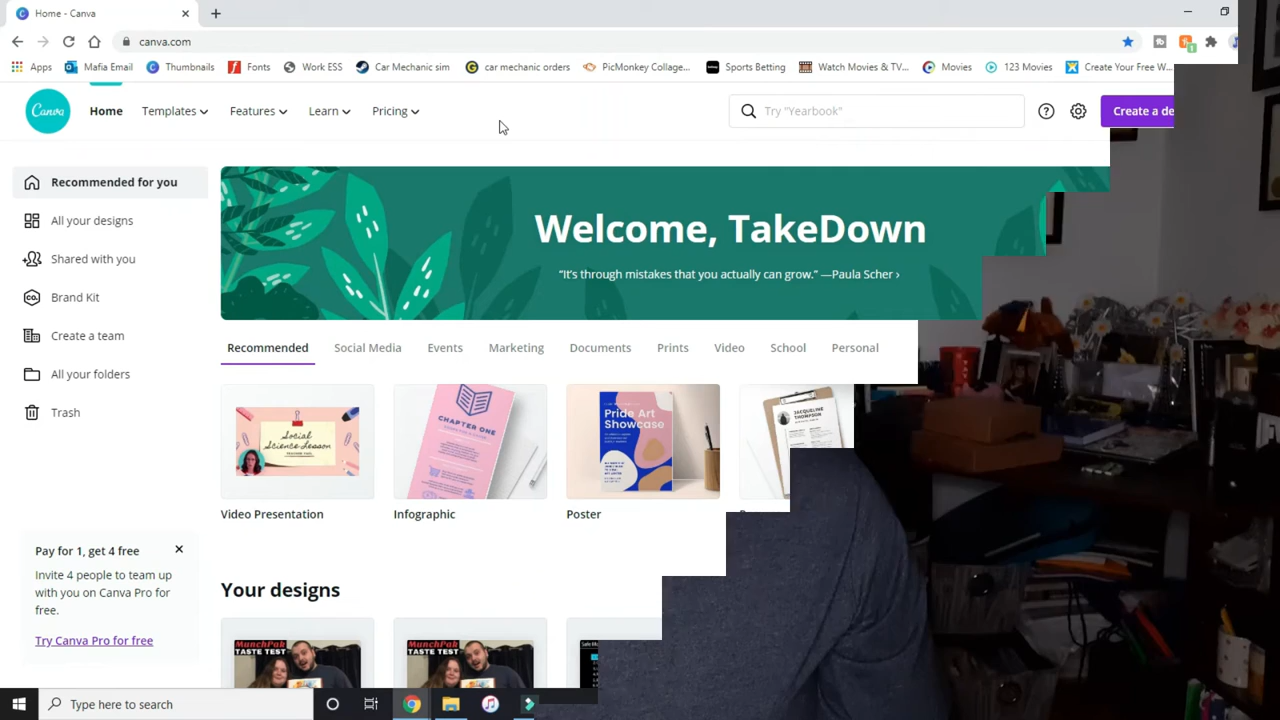 Home - Canva
canva.com
Apps Mafia Email Thumbnails Fonts Work ESS Car Mechanic sim car mechanic orders PicMonkey Collage... Sports Betting Watch Movies & TV... Movies 123 Movies Create Your Free W...
Canva Home Templates Features Learn Pricing Try "Yearbook" Create a de
Recommended for you
All your designs
Shared with you
Brand Kit
Create a team
All your folders
Trash
Pay for 1, get 4 free
Invite 4 people to team up
with you on Canva Pro for
free.
Try Canva Pro for free
Welcome, TakeDown
“It’s through mistakes that you actually can grow.” —Paula Scher ›
Recommended Social Media Events Marketing Documents Prints Video School Personal
Social
Science Lesson
CHAPTER ONE
Pride Art
Showcase
JACQUELINE
THOMPSON
Video Presentation Infographic Poster
Your designs
MunchPak
TASTE TEST
MunchPak
TASTE TEST
Type here to search